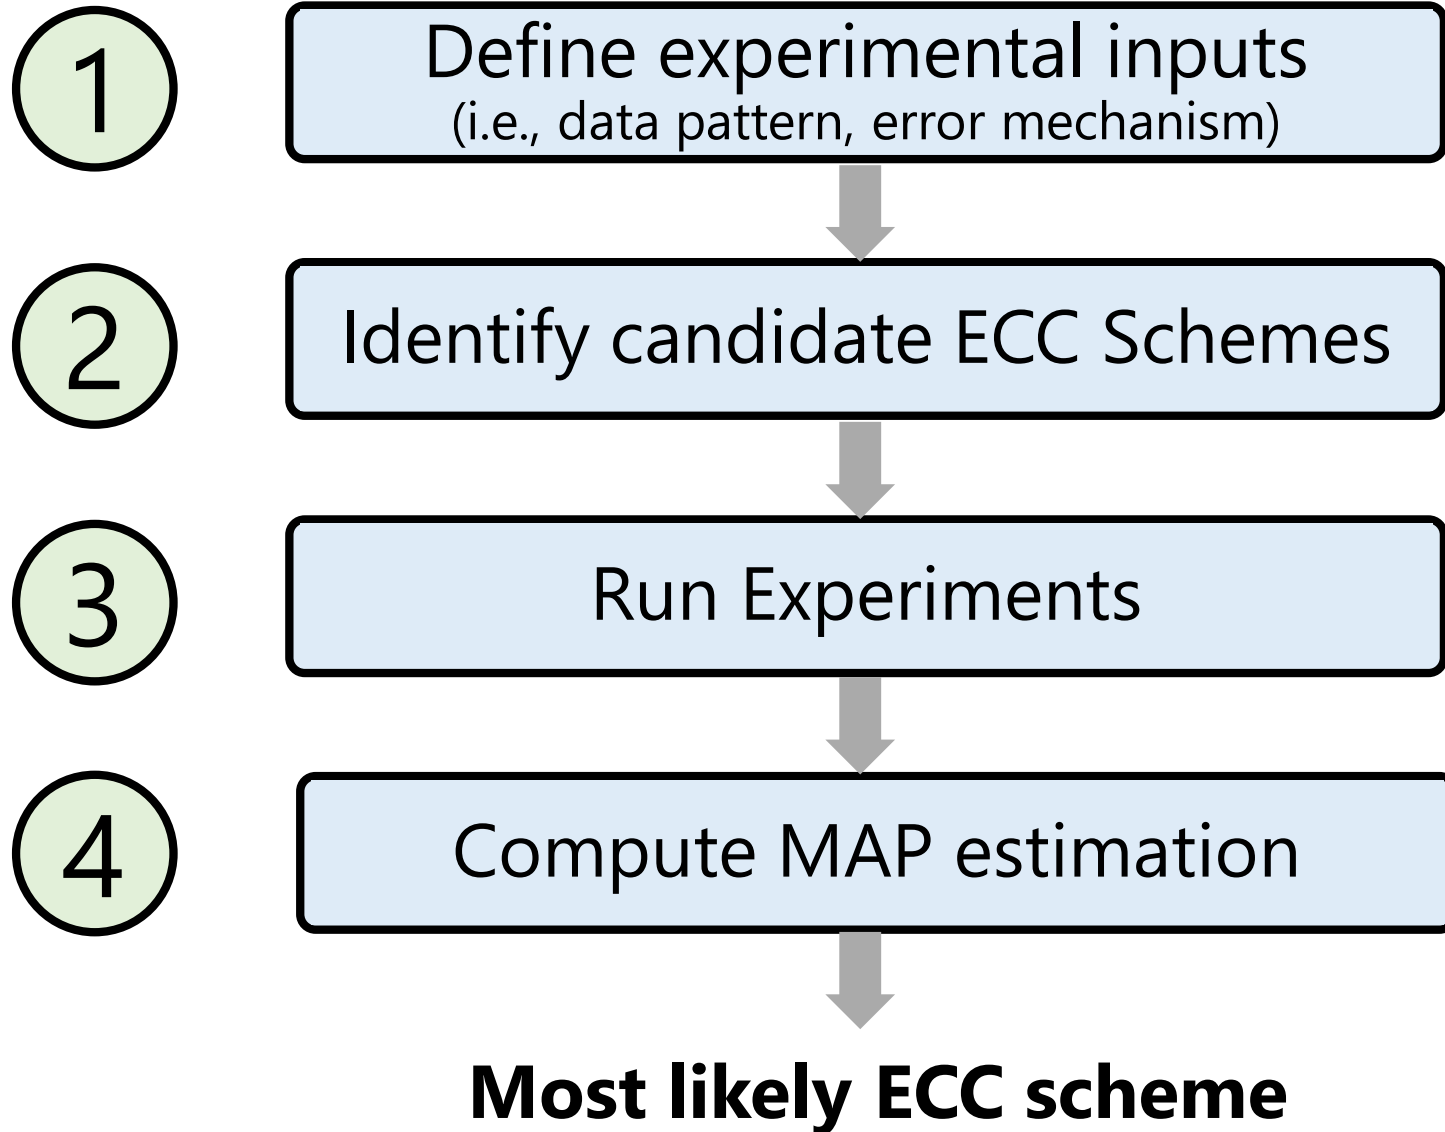 1
Define experimental inputs
(i.e., data pattern, error mechanism)
2
Identify candidate ECC Schemes
3
Run Experiments
4
Compute MAP estimation
Most likely ECC scheme